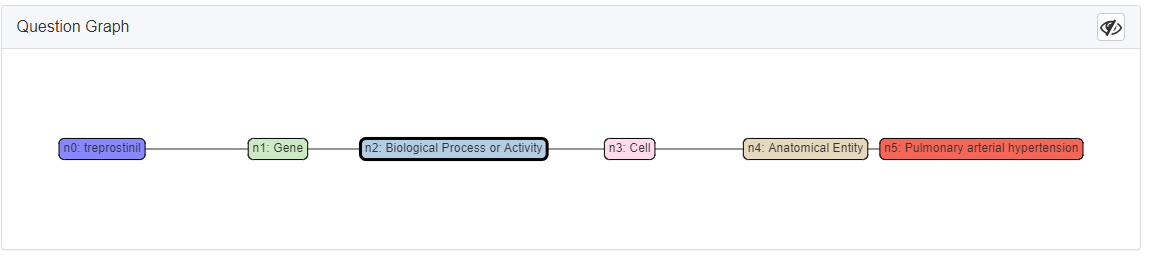 Question Graph
n0: treprostinil
n1: Gene
n2: Biological Process or Activity
n3: Cell
n4: Anatomical Entity
n5: Pulmonary arterial hypertension